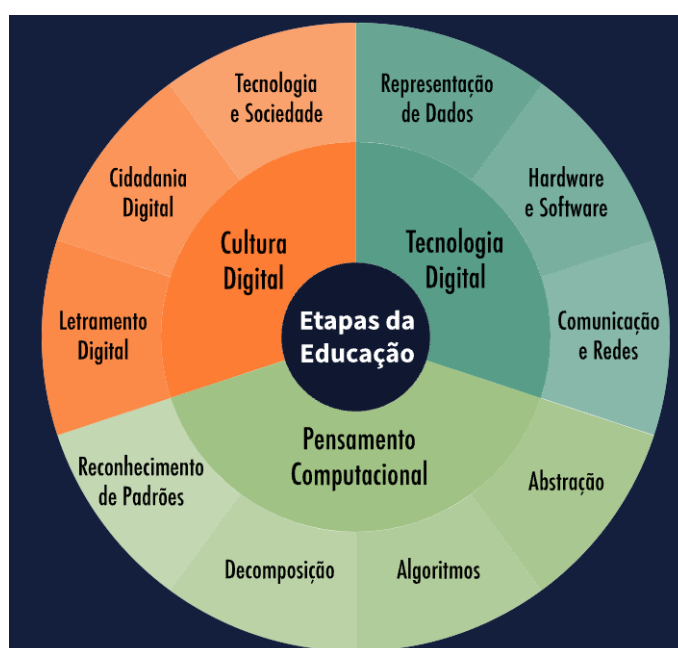 Tecnologia
e Sociedade
Representação
de Dados
Cidadania
Digital
Hardware
e Software
Cultura
Digital
Tecnologia
Digital
Letramento
Digital
Etapas da
Educação
Comunicação
e Redes
Pensamento
Computacional
Reconhecimento
de Padrões
Abstração
Decomposição
Algoritmos